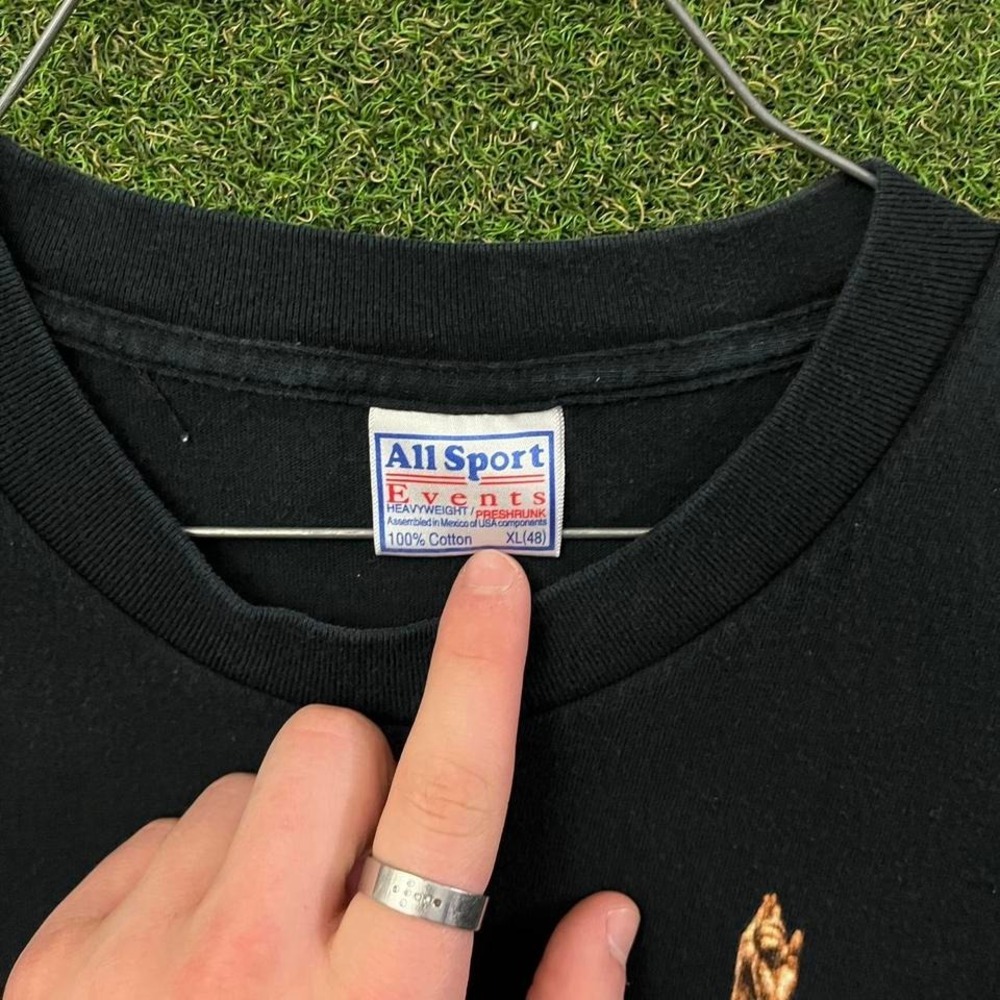 All Sport
Events
HEAVYWEIGHT / PRESHRUNK
Assembled in Mexico of USA components
100% Cotton XL(48)